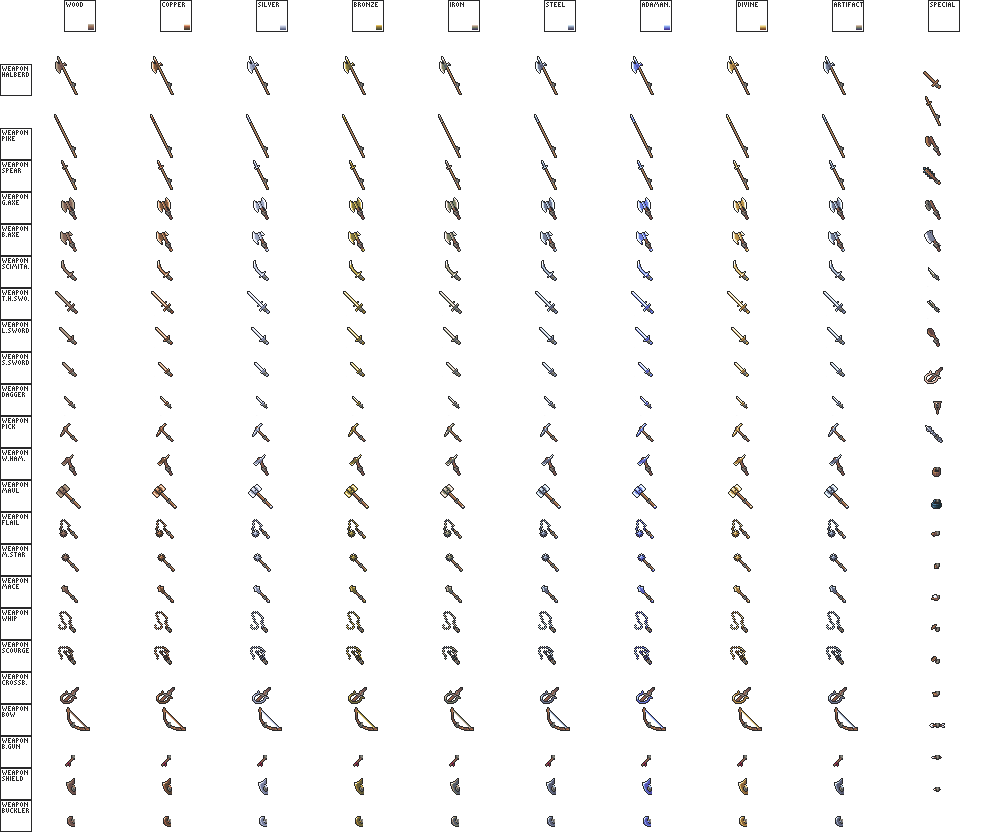 WOOD COPPER SILVER BRONZE IRON STEEL ADAMAN. DIVINE ARTIFACT SPECIAL
WEAPON
HALBERD
WEAPON
PIKE
WEAPON
SPEAR
WEAPON
G.AXE
WEAPON
B.AXE
WEAPON
SCIMITA.
WEAPON
T.H.SWO.
WEAPON
L.SWORD
WEAPON
S.SWORD
WEAPON
DAGGER
WEAPON
PICK
WEAPON
W.HAM.
WEAPON
MAUL
WEAPON
FLAIL
WEAPON
M.STAR
WEAPON
MACE
WEAPON
WHIP
WEAPON
SCOURGE
WEAPON
CROSSB.
WEAPON
BOW
WEAPON
B.GUN
WEAPON
SHIELD
WEAPON
BUCKLER